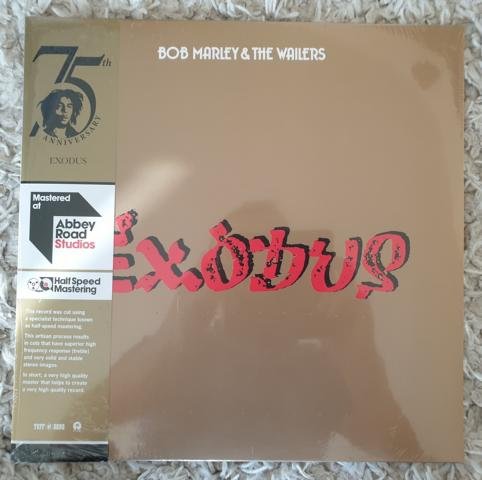 BOB MARLEY & THE WAILERS
75th
ANNIVERSARY
EXODUS
Mastered
at
Abbey
Road
Studios
Half Speed
Mastering
Exodus
This record was cut using
a specialist technique known
as half-speed mastering.
This artisan process results
in cuts that have superior high
frequency response (treble)
and very solid and stable
stereo images.
In short, a very high quality
master that helps to create
a very high quality record.
TUFF GONG